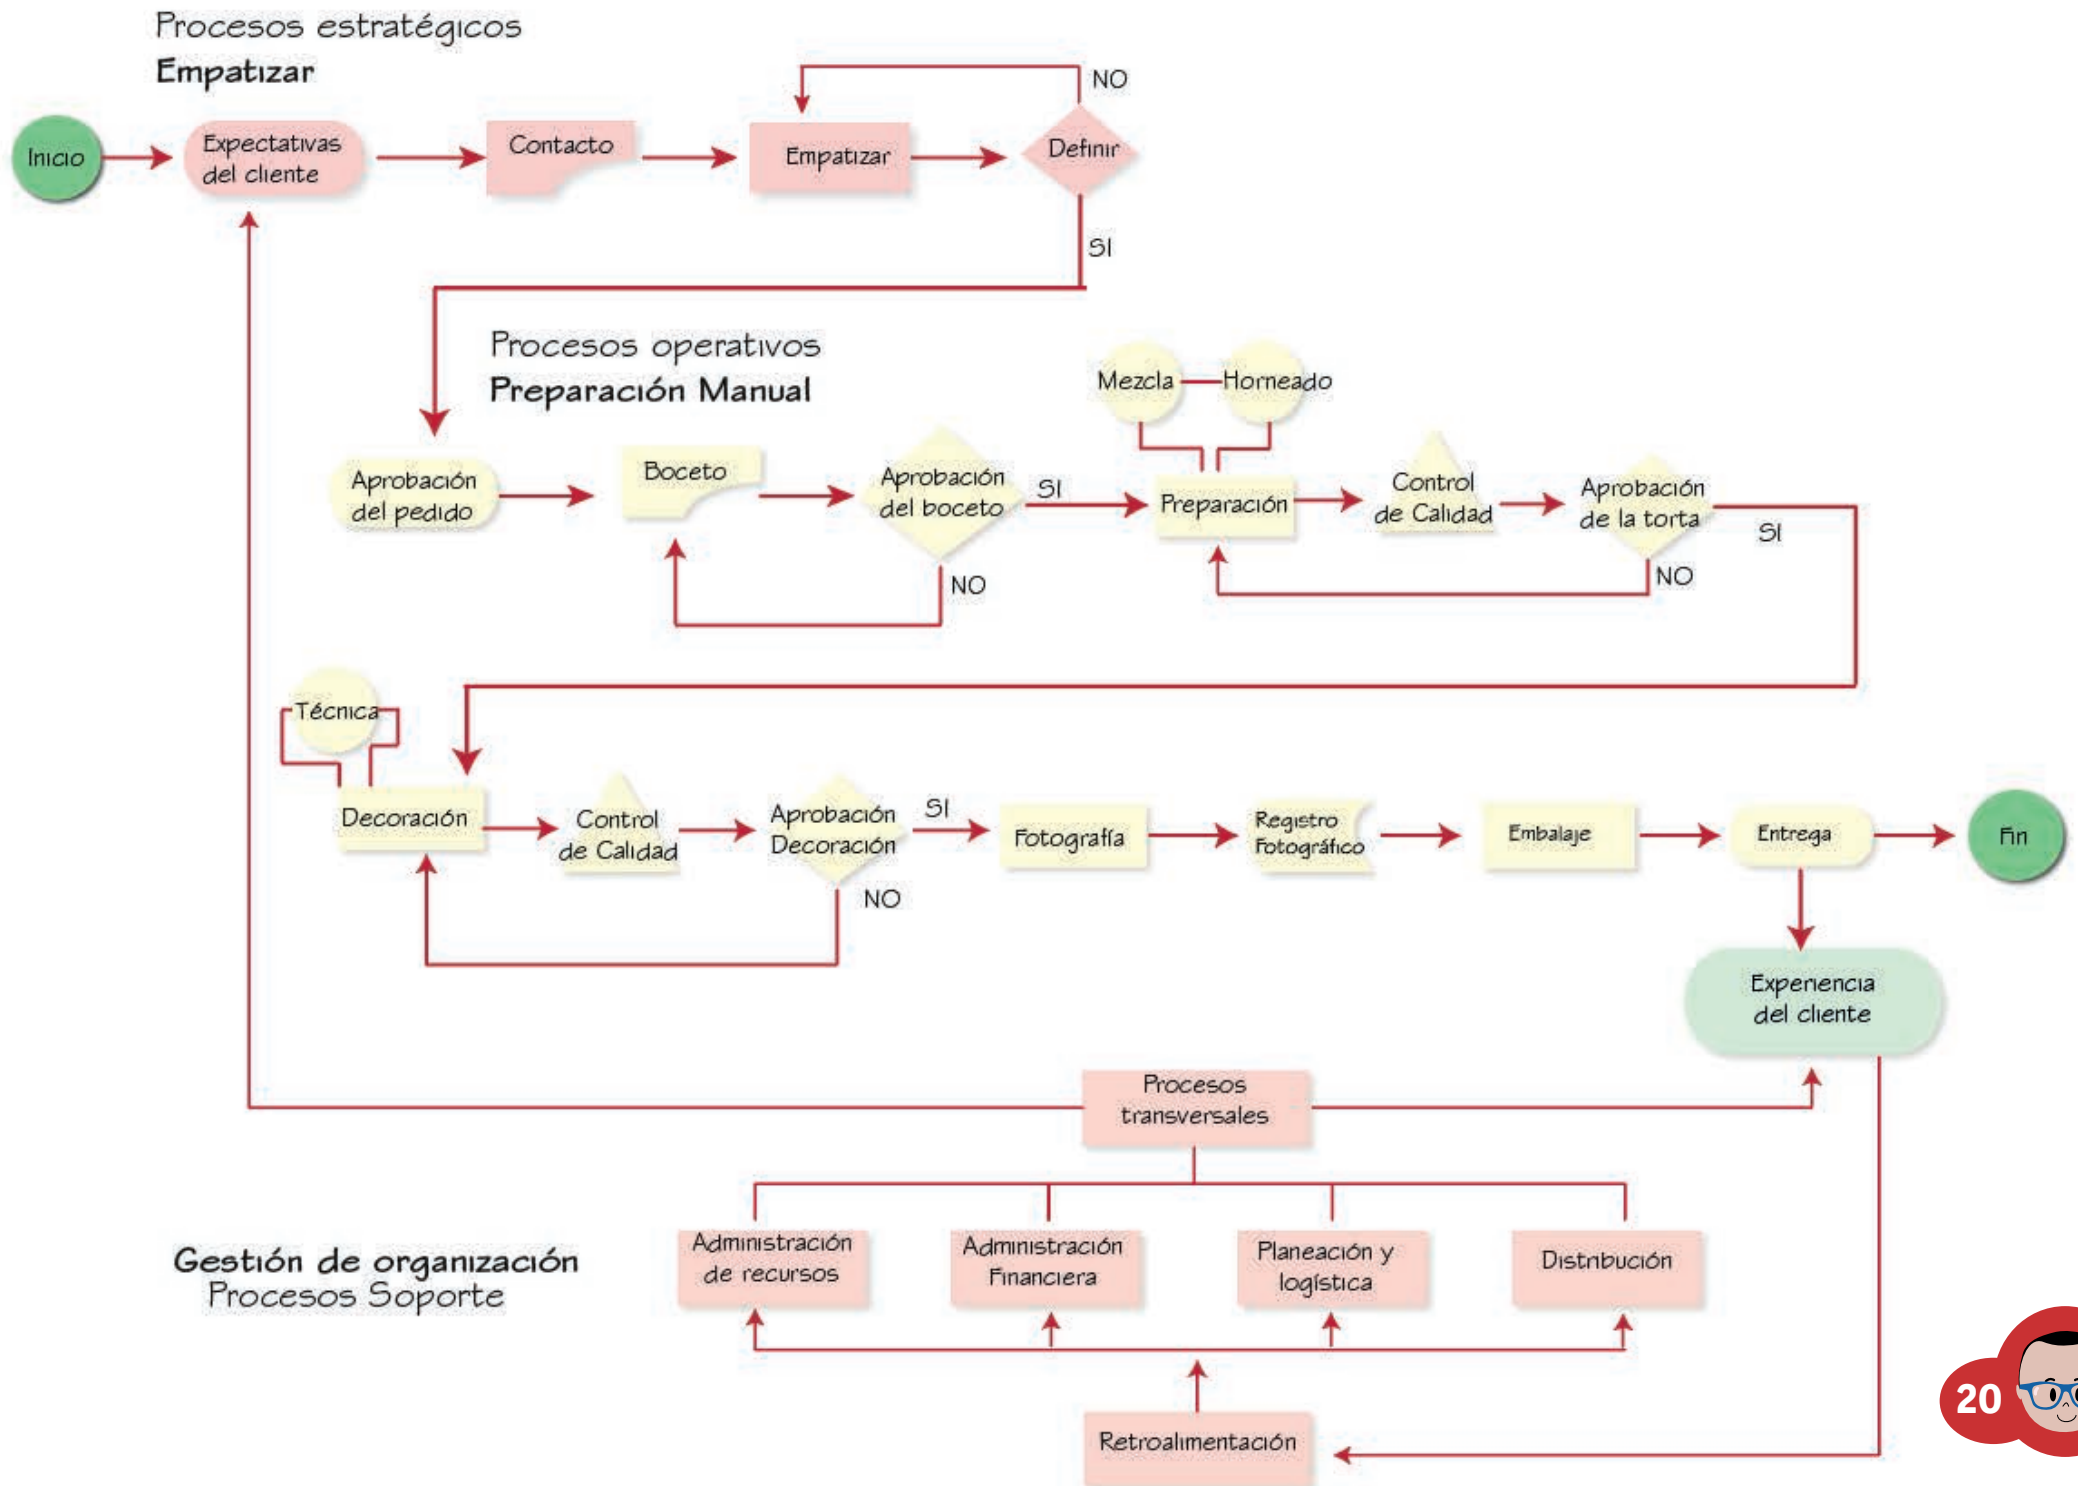 Procesos estratégicos
Empatizar
NO
Inicio
Expectativas
del cliente
Contacto
Empatizar
Definir
SI
Procesos operativos
Preparación Manual
Mezcla
Horneado
Aprobación
del pedido
Boceto
Aprobación
del boceto
SI
Preparación
Control
de Calidad
Aprobación
de la torta
SI
NO
NO
Técnica
Decoración
Control
de Calidad
Aprobación
Decoración
SI
Fotografía
Registro
Fotográfico
Embalaje
Entrega
Fin
NO
Experiencia
del cliente
Procesos
transversales
Gestión de organización
Procesos Soporte
Administración
de recursos
Administración
Financiera
Planeación y
logística
Distribución
Retroalimentación
20